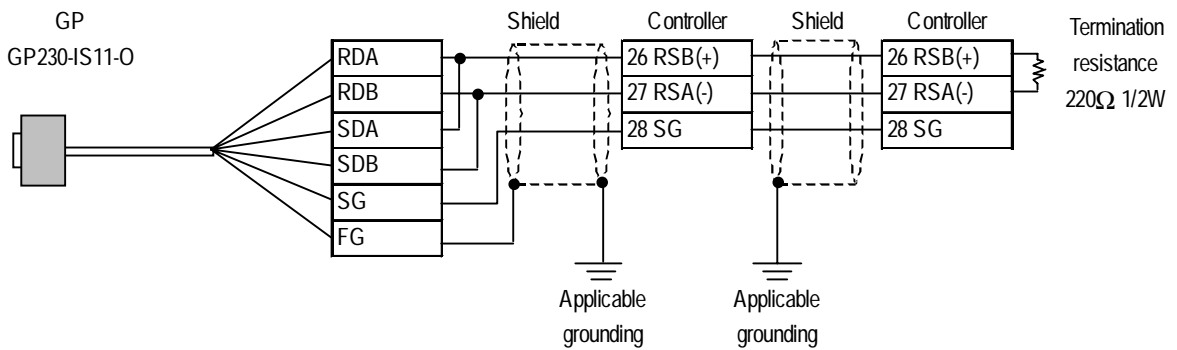 GP
GP230-IS11-O
RDA
RDB
SDA
SDB
SG
FG
Shield
Controller
26 RSB(+)
27 RSA(-)
28 SG
Shield
Controller
26 RSB(+)
27 RSA(-)
28 SG
Termination
resistance
220Ω 1/2W
Applicable
grounding
Applicable
grounding